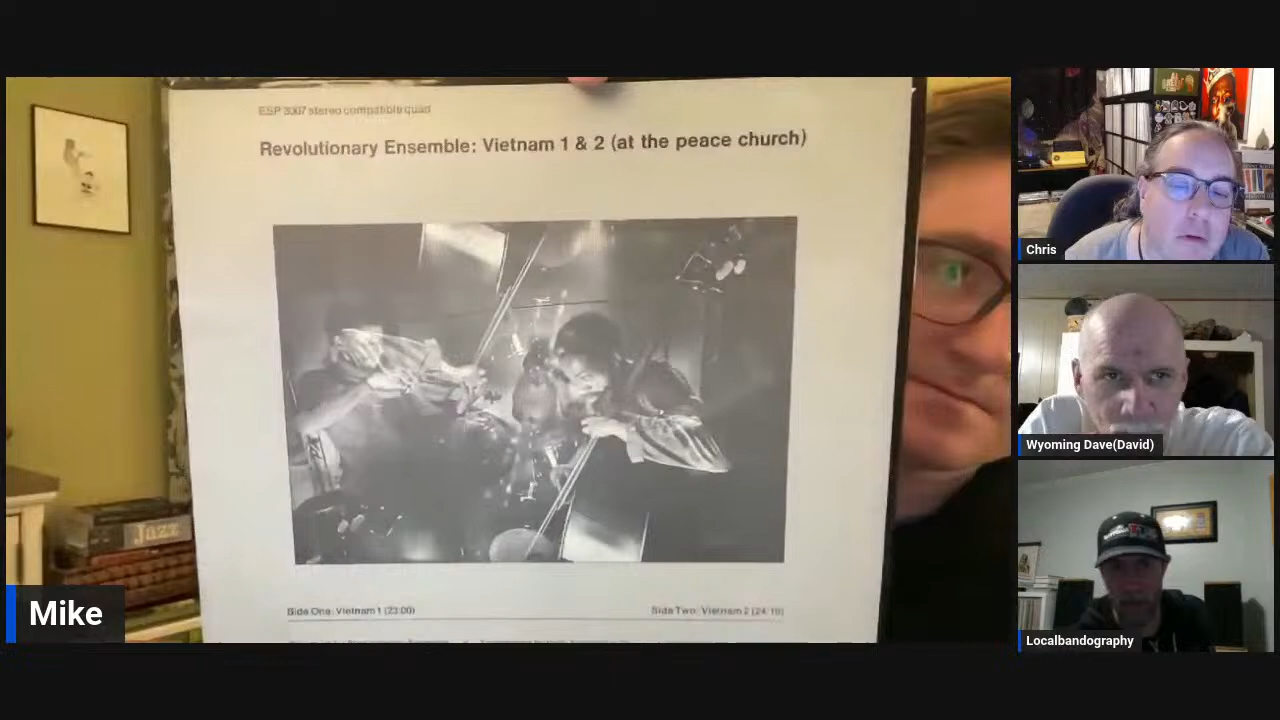 ESP 3007 stereo compatible quad
Revolutionary Ensemble: Vietnam 1 & 2 (at the peace church)
Side One: Vietnam 1 (23:00)
Side Two: Vietnam 2 (24:10)
Jazz
Mike
Chris
Wyoming Dave(David)
Localbandography